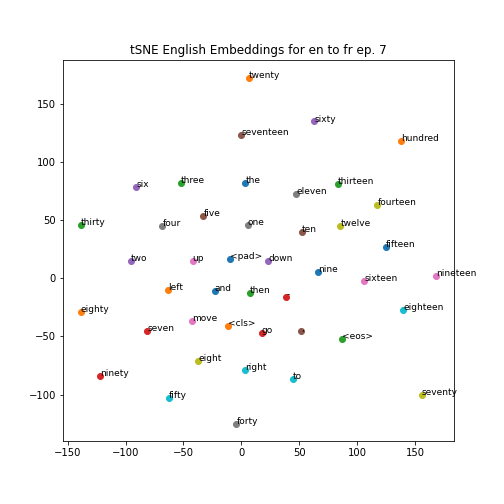 tSNE English Embeddings for en to fr ep. 7
twenty
sixty
seventeen
hundred
six
three
the
thirteen
eleven
fourteen
thirty
four
five
one
ten
twelve
fifteen
two
up
<pad>
down
nine
sixteen
nineteen
left
and
then
-
eighty
eighteen
seven
move
<cls>
go
<eos>
eight
right
to
ninety
fifty
seventy
forty
150
100
50
0
−50
−100
−150
−100
−50
0
50
100
150